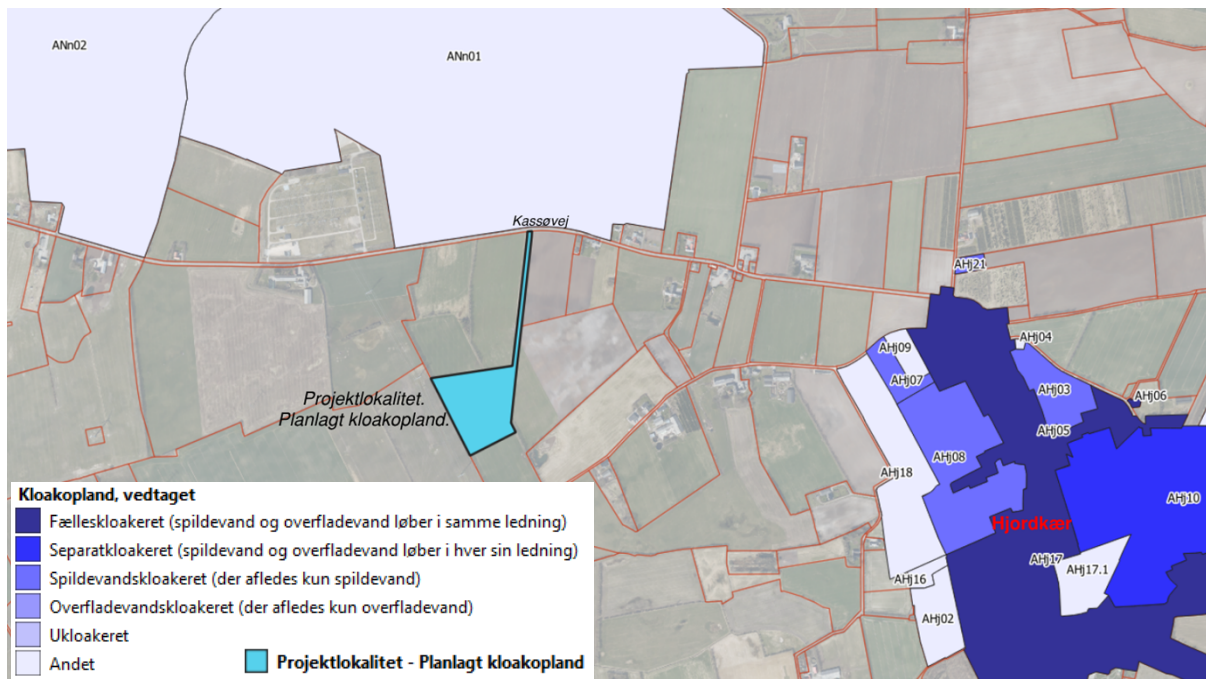 ANn02
ANn01
Kassøvej
AHj21
AHj04
AHj09
AHj07
AHj03
AHj06
AHj05
Projektlokalitet.
Planlagt kloakopland.
AHj08
AHj18
AHj10
Hjordkær
AHj17
AHj17.1
AHj16
AHj02
Kloakopland, vedtaget
Fælleskloakeret (spildevand og overfladevand løber i samme ledning)
Separatkloakeret (spildevand og overfladevand løber i hver sin ledning)
Spildevandskloakeret (der afledes kun spildevand)
Overfladevandskloakeret (der afledes kun overfladevand)
Ukloakeret
Andet
Projektlokalitet - Planlagt kloakopland